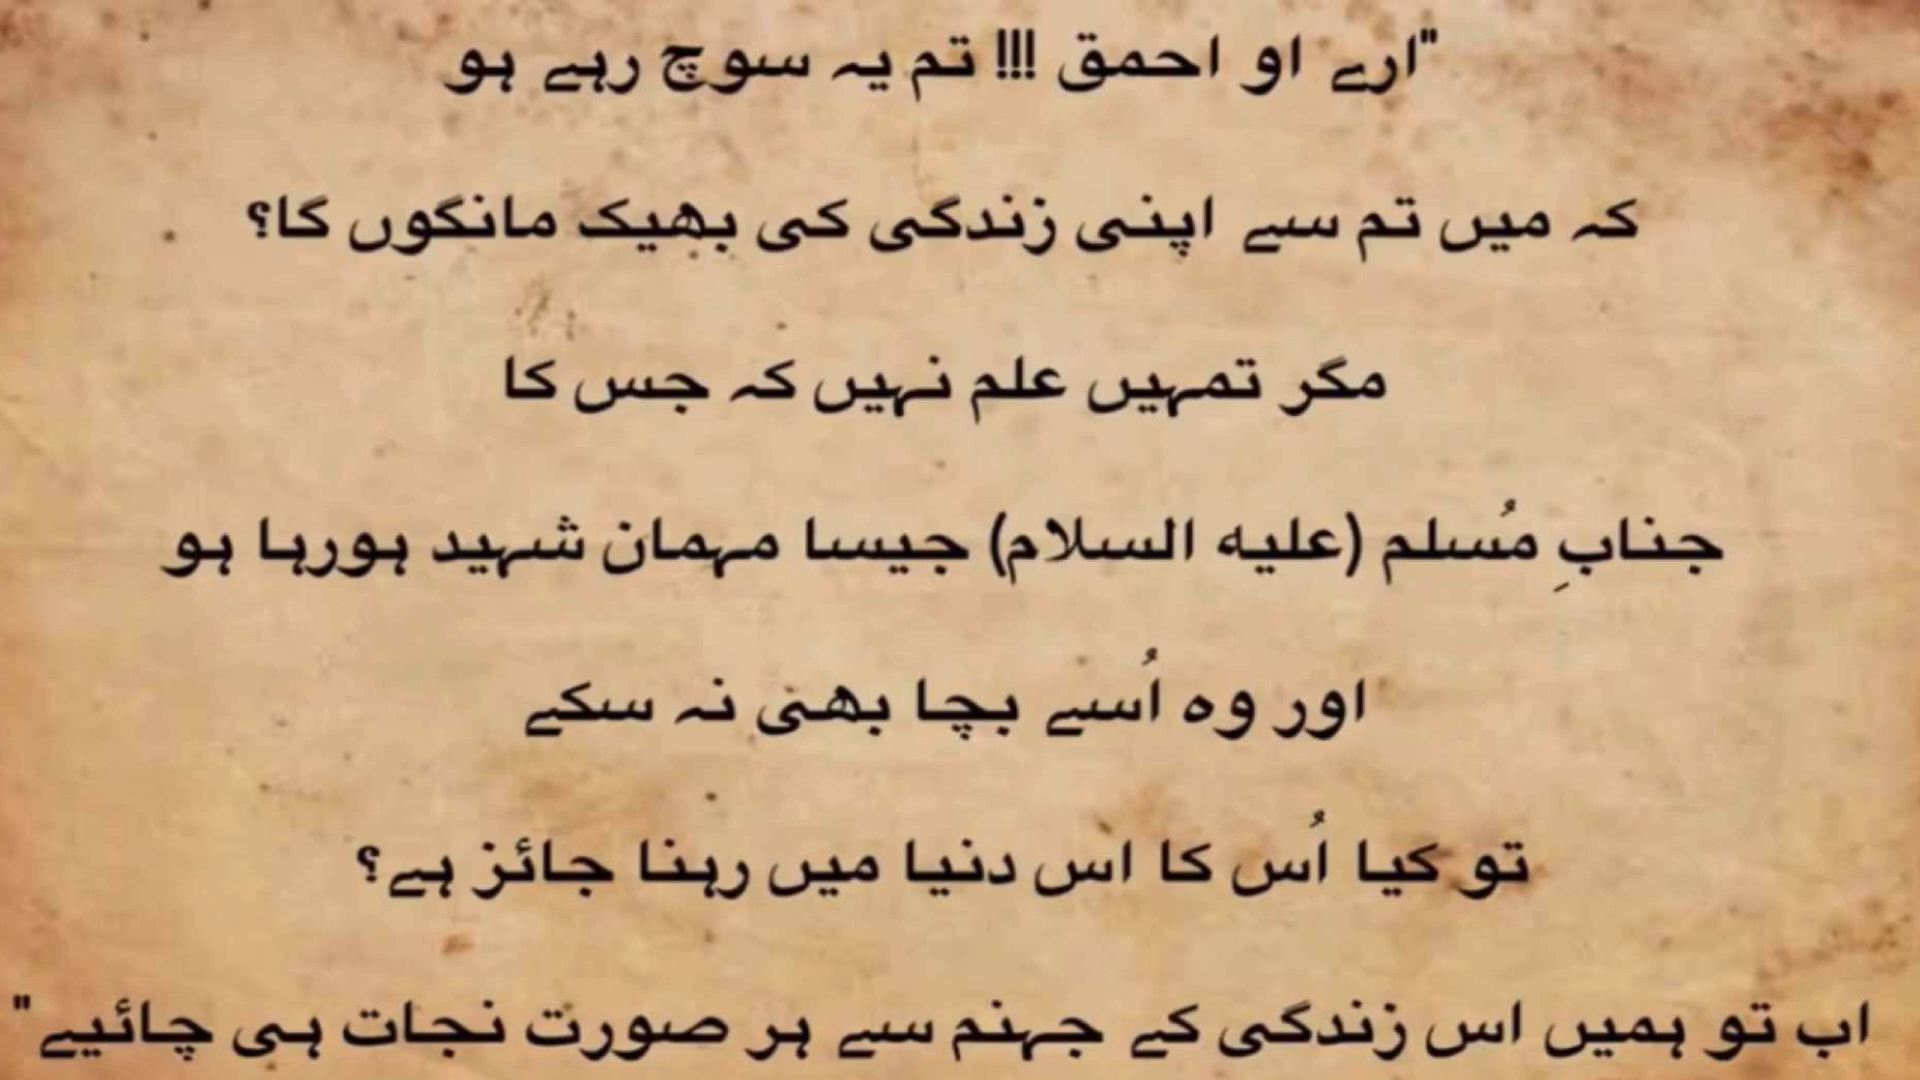 "ارے او احمق !!! تم یہ سوچ رہے ہو
کہ میں تم سے اپنی زندگی کی بھیک مانگوں گا؟
مگر تمہیں علم نہیں کہ جس کا
جنابِ مُسلم (علیہ السلام) جیسا مہمان شہید ہورہا ہو
اور وہ اُسے بچا بھی نہ سکے
تو کیا اُس کا اس دنیا میں رہنا جائز ہے؟
اب تو ہمیں اس زندگی کے جہنم سے ہر صورت نجات ہی چائیے"